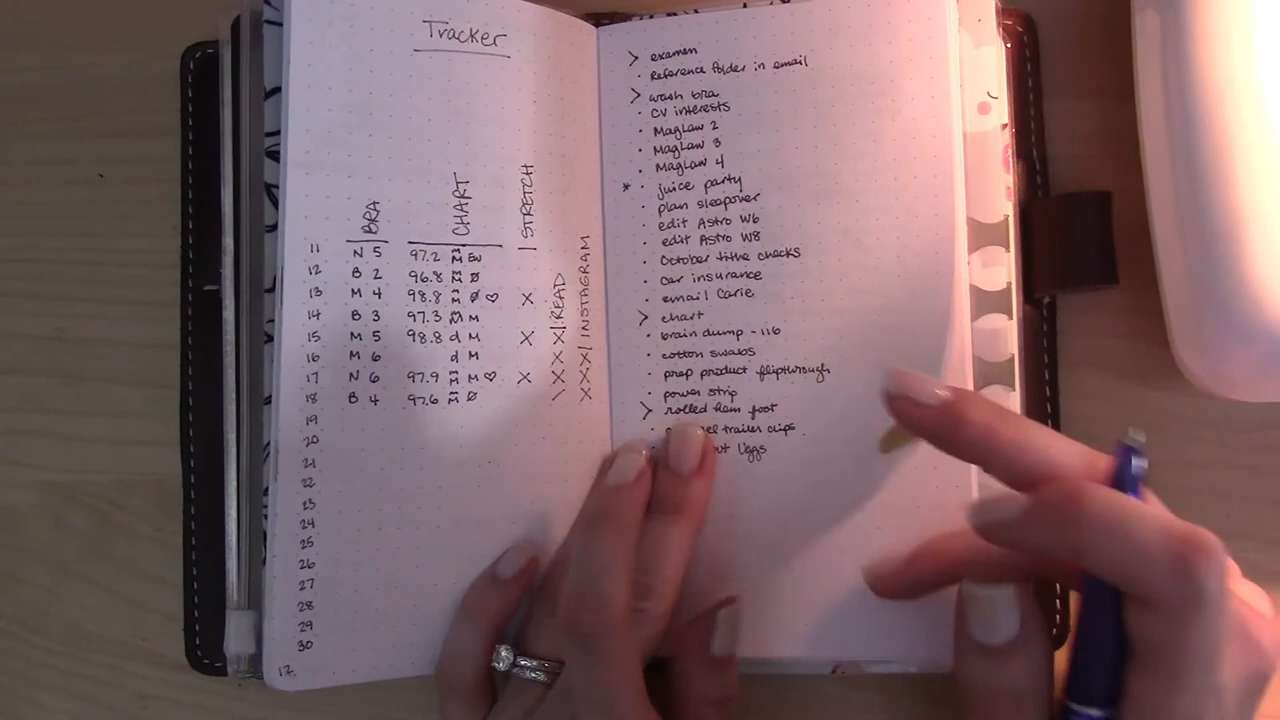 Tracker
BRA CHART STRETCH READ INSTAGRAM
11 N 5 97.2 M EW
12 B 2 96.8 M Ø
13 M 4 98.8 M Ø ♡ X
14 B 3 97.3 M M
15 M 5 98.8 d M X X X
16 M 6 d M X X
17 N 6 97.9 M M ♡ X X X
18 B 4 97.6 M Ø \ X
19
20
21
22
23
24
25
26
27
28
29
30
12
> examen
· Reference folder in email
> wash bra
· CV interests
· MagLaw 2
· MagLaw 3
· MagLaw 4
* · juice party
· plan sleepover
· edit Astro W6
· edit Astro W8
· October tithe checks
· car insurance
· email Carie
> chart
· brain dump - 116
· cotton swabs
· prep product flipthrough
· power strip
> rolled hem foot
· trailer clips
Uggs